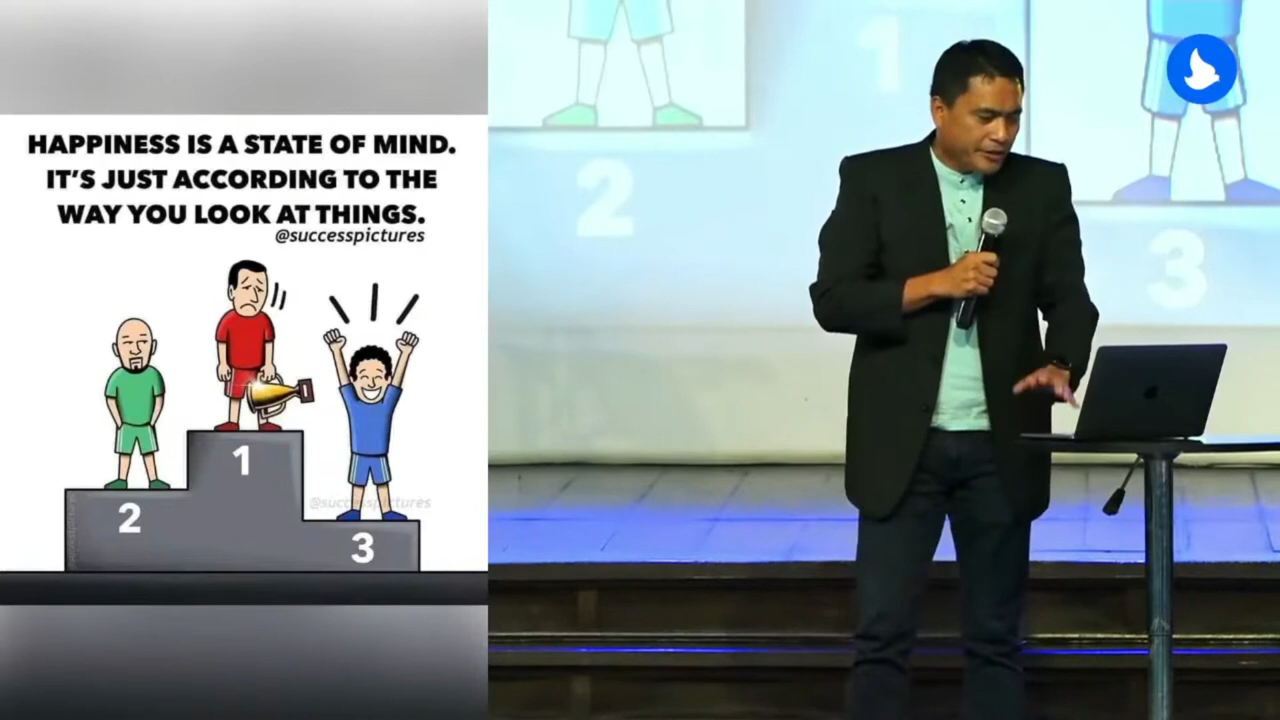 HAPPINESS IS A STATE OF MIND.
IT'S JUST ACCORDING TO THE
WAY YOU LOOK AT THINGS.
@successpictures
1
@successpictures
2
3
1
2
3